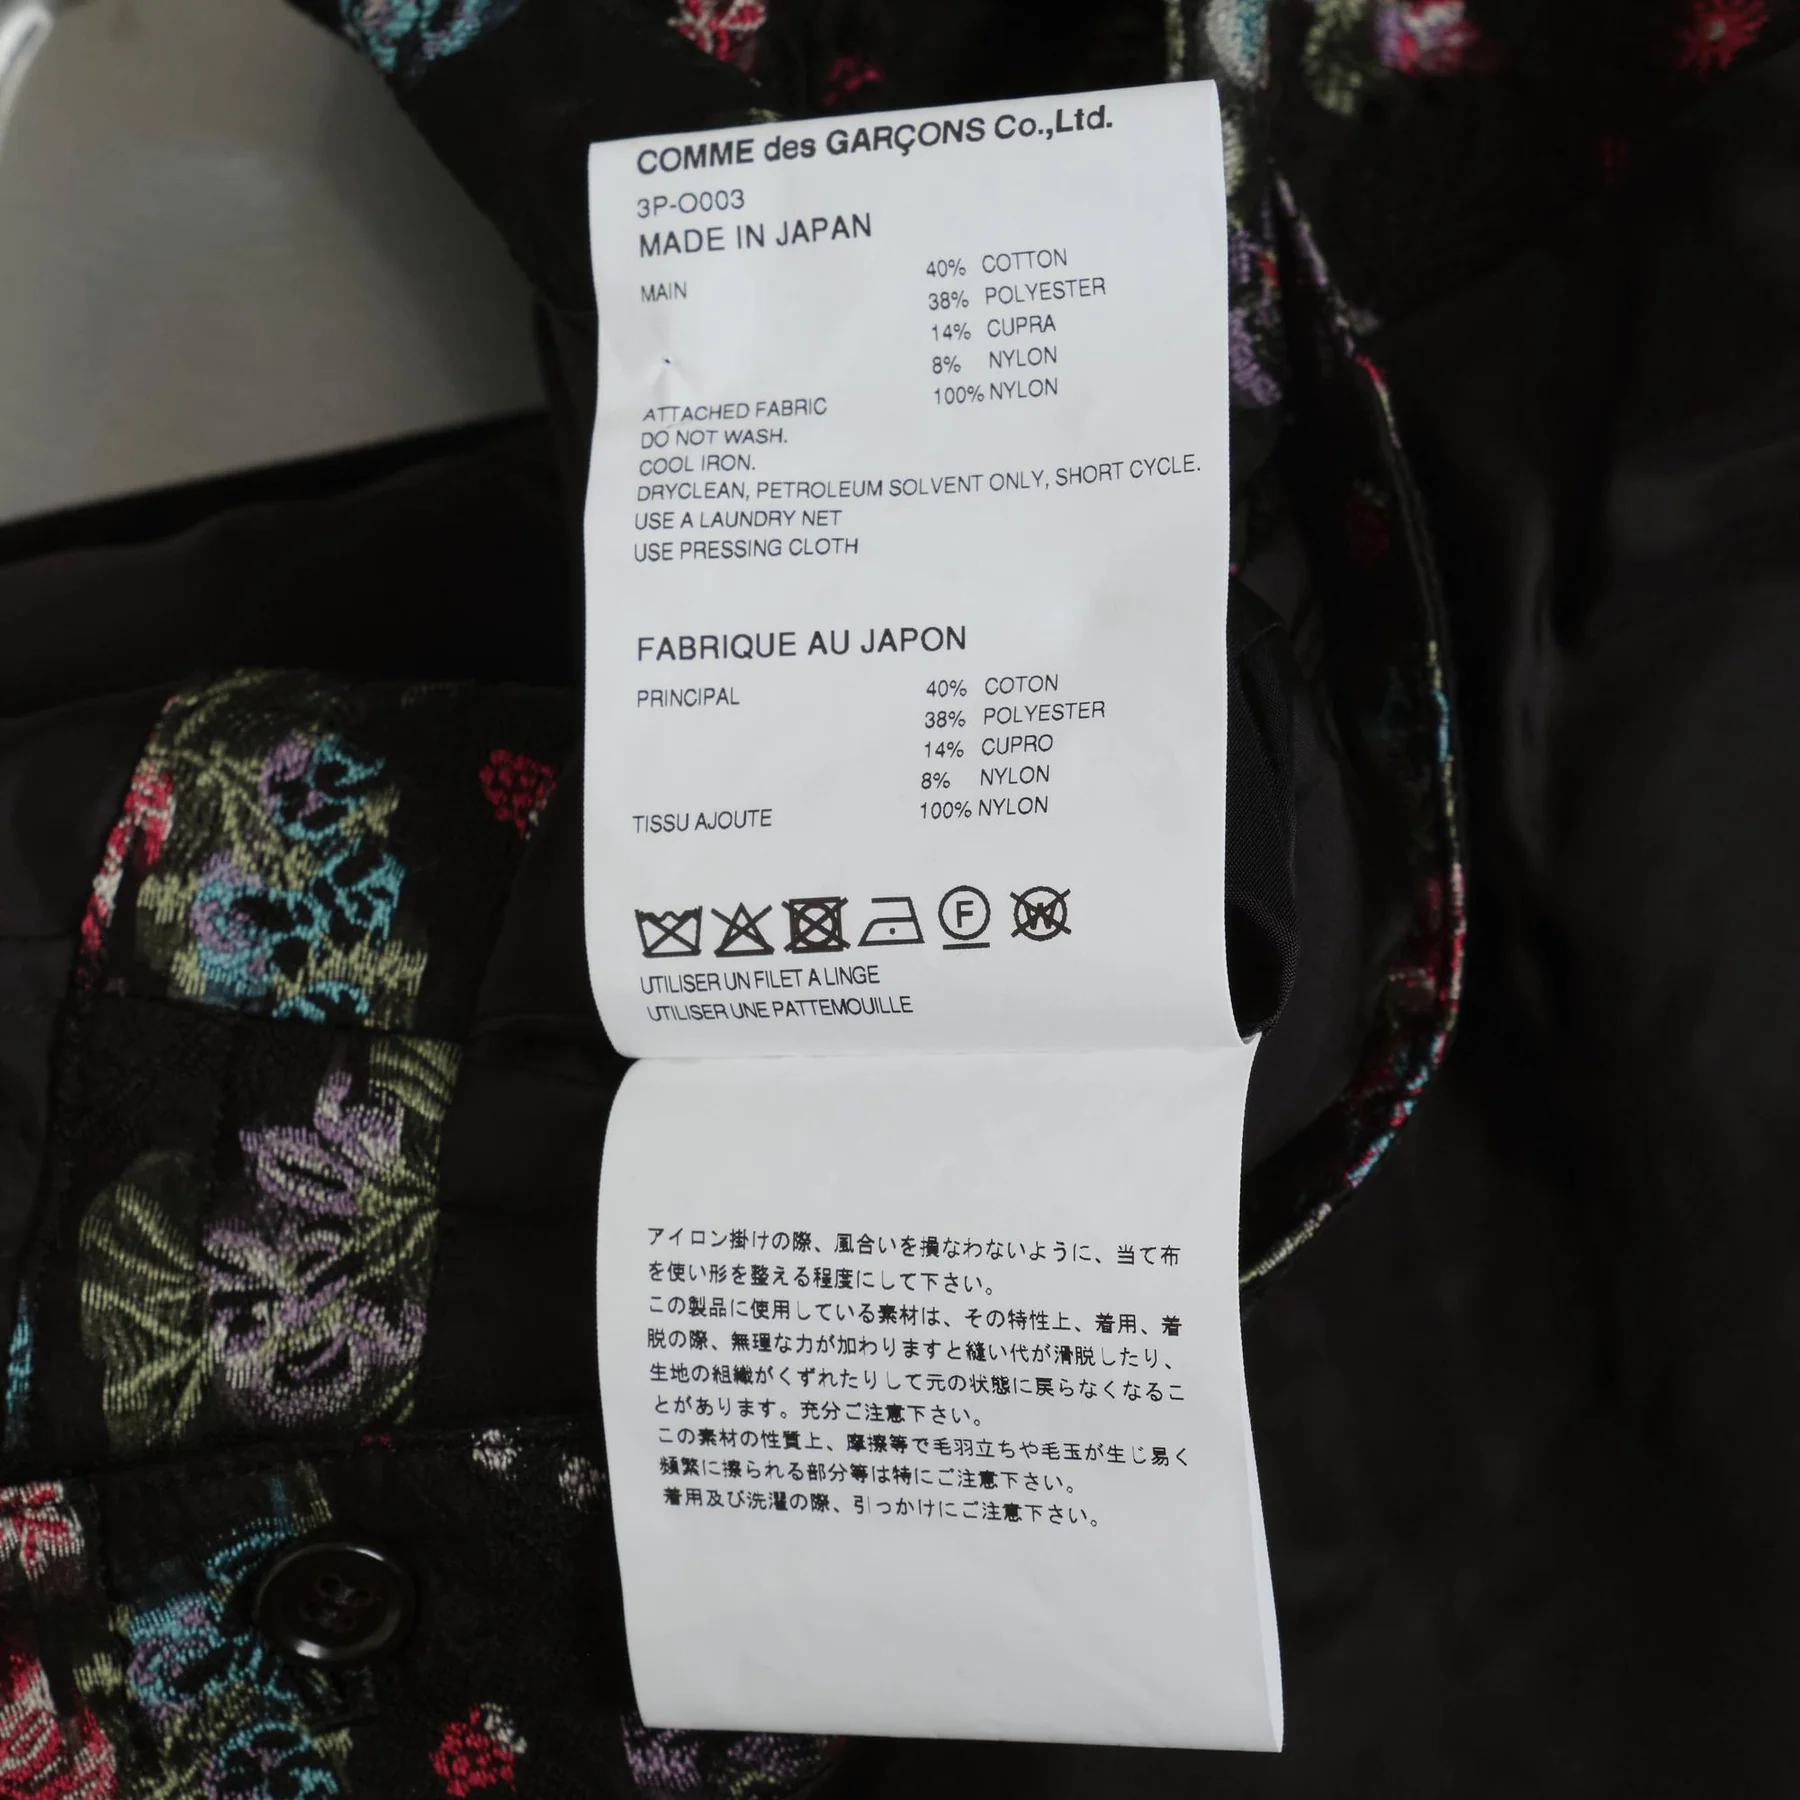 COMME des GARÇONS Co.,Ltd.
3P-O003
MADE IN JAPAN
MAIN 40% COTTON
38% POLYESTER
14% CUPRA
8% NYLON
ATTACHED FABRIC 100% NYLON
DO NOT WASH.
COOL IRON.
DRYCLEAN, PETROLEUM SOLVENT ONLY, SHORT CYCLE.
USE A LAUNDRY NET
USE PRESSING CLOTH
FABRIQUE AU JAPON
PRINCIPAL 40% COTON
38% POLYESTER
14% CUPRO
8% NYLON
TISSU AJOUTE 100% NYLON
F W
UTILISER UN FILET A LINGE
UTILISER UNE PATTEMOUILLE
アイロン掛けの際、風合いを損なわないように、当て布
を使い形を整える程度にして下さい。
この製品に使用している素材は、その特性上、着用、着
脱の際、無理な力が加わりますと縫い代が滑脱したり、
生地の組織がくずれたりして元の状態に戻らなくなるこ
とがあります。充分ご注意下さい。
この素材の性質上、摩擦等で毛羽立ちや毛玉が生じ易く
頻繁に擦られる部分等は特にご注意下さい。
着用及び洗濯の際、引っかけにご注意下さい。